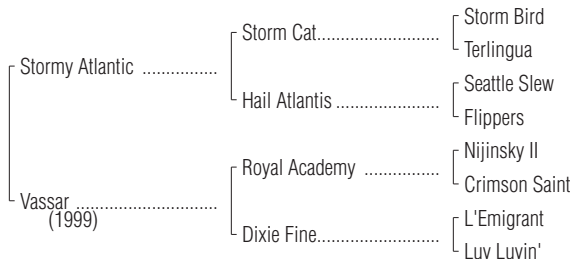 Storm Bird
Storm Cat
Terlingua
Stormy Atlantic
Seattle Slew
Hail Atlantis
Flippers
Nijinsky II
Royal Academy
Crimson Saint
Vassar
(1999)
L'Emigrant
Dixie Fine
Luv Luvin'